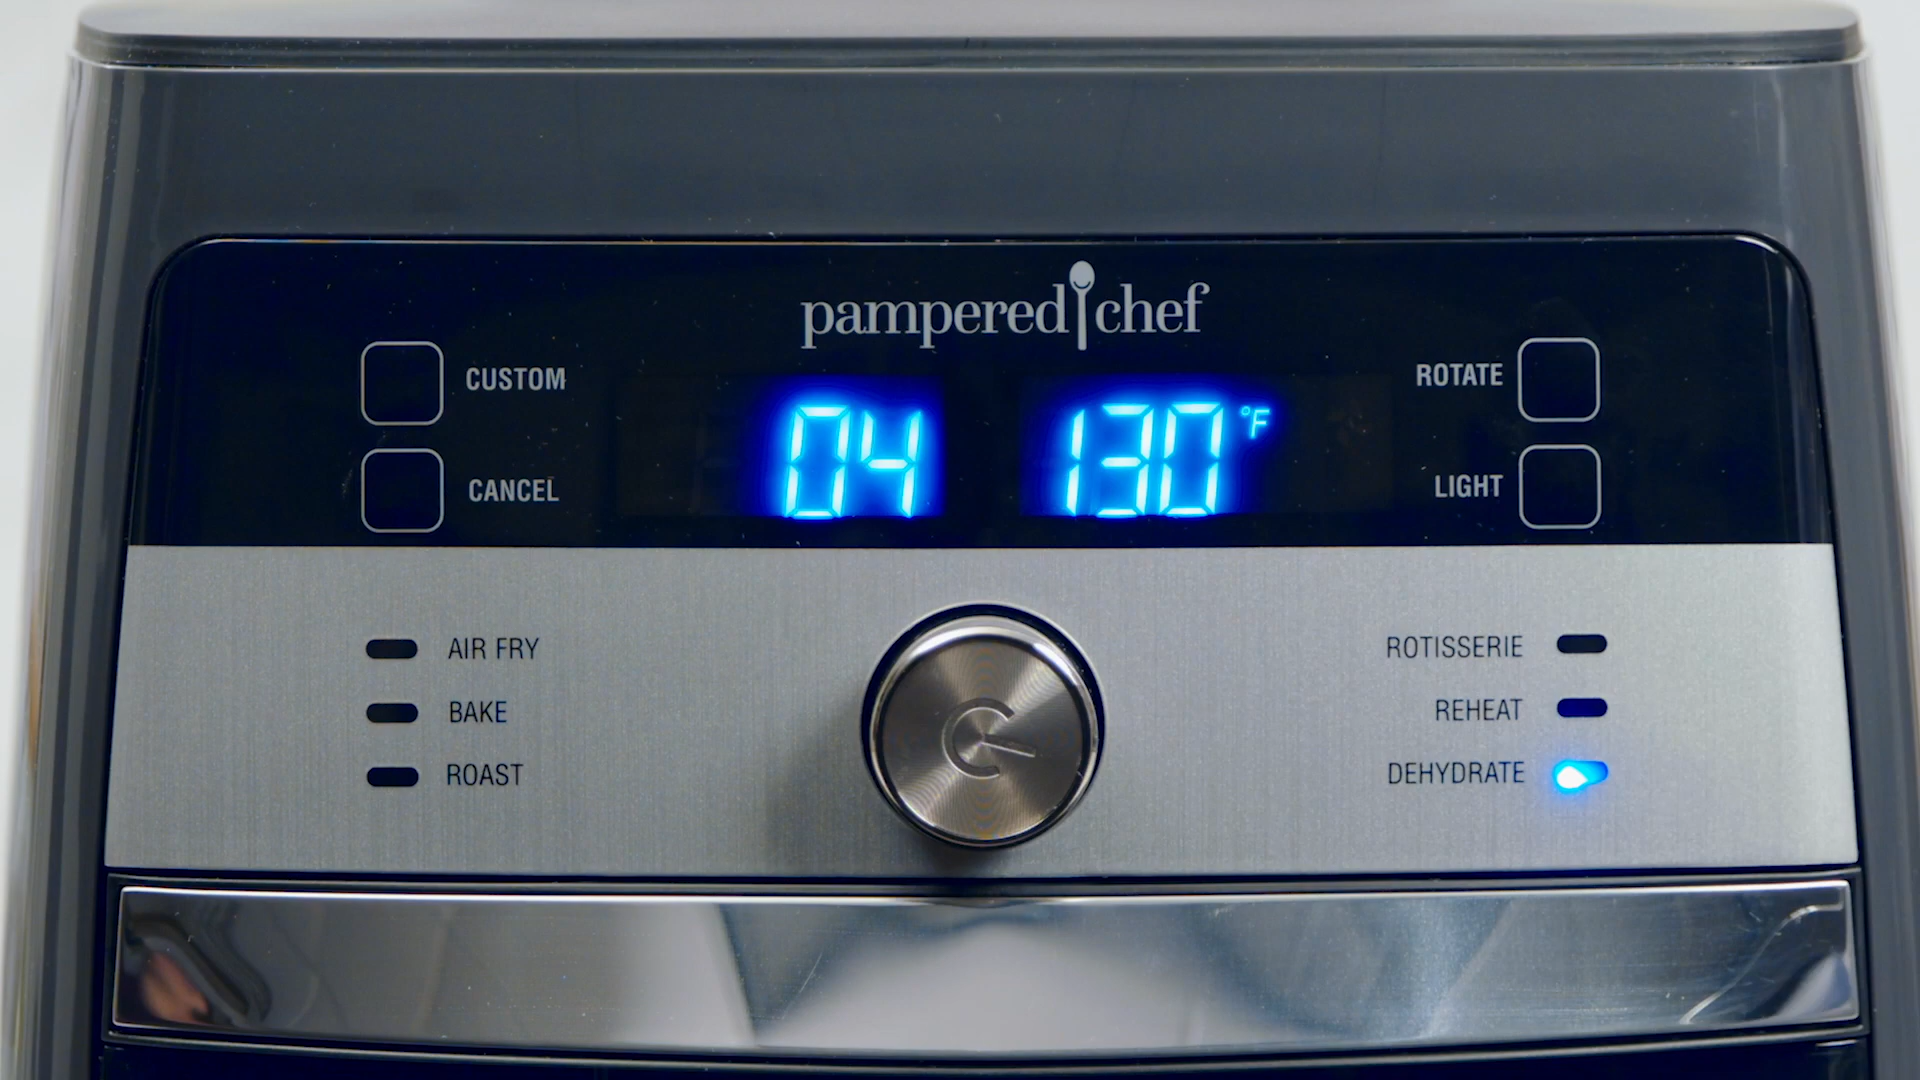 pampered chef
CUSTOM
ROTATE
04 130 °F
CANCEL
LIGHT
AIR FRY
ROTISSERIE
BAKE
REHEAT
ROAST
DEHYDRATE